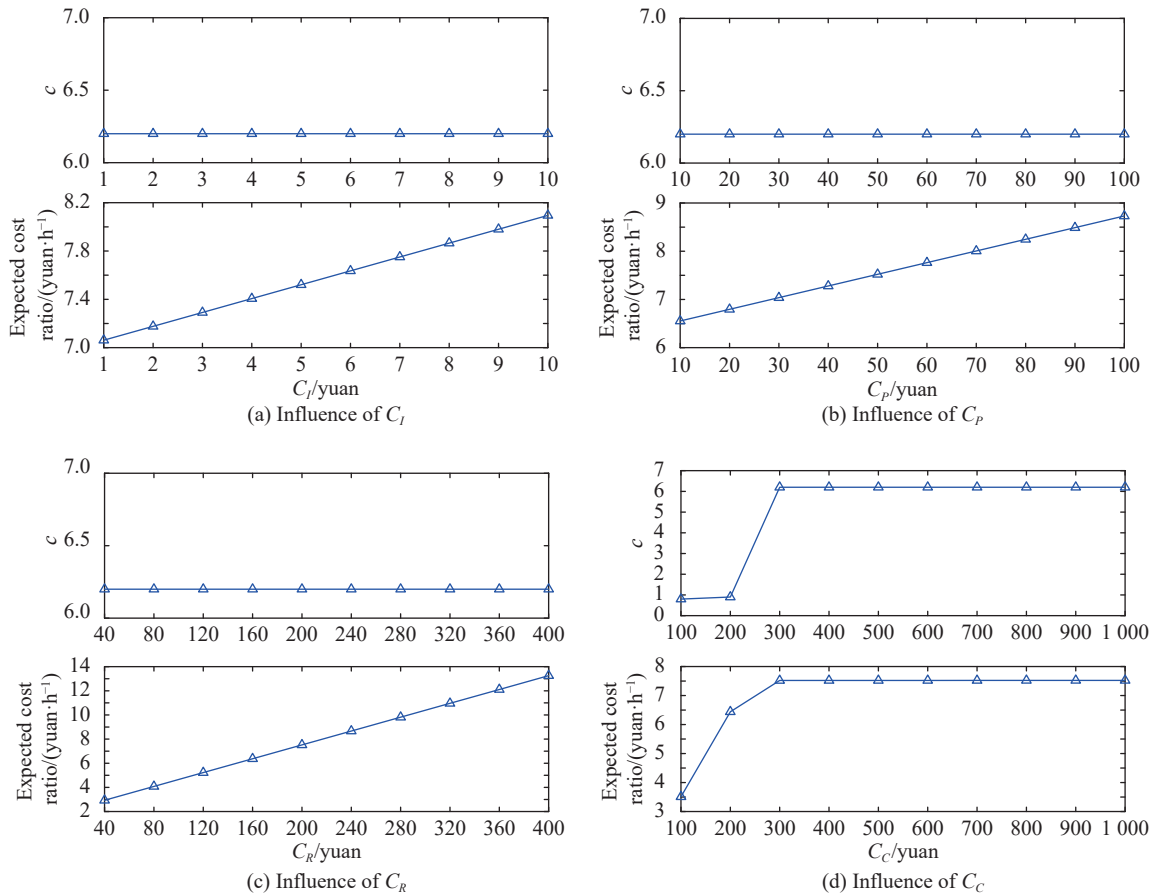 7.0
6.5
6.0
c
1 2 3 4 5 6 7 8 9 10
8.2
7.8
7.4
7.0
Expected cost
ratio/(yuan·h⁻¹)
1 2 3 4 5 6 7 8 9 10
C_I/yuan
(a) Influence of C_I
7.0
6.5
6.0
c
10 20 30 40 50 60 70 80 90 100
9
8
7
6
Expected cost
ratio/(yuan·h⁻¹)
10 20 30 40 50 60 70 80 90 100
C_P/yuan
(b) Influence of C_P
7.0
6.5
6.0
c
40 80 120 160 200 240 280 320 360 400
14
12
10
8
6
4
2
Expected cost
ratio/(yuan·h⁻¹)
40 80 120 160 200 240 280 320 360 400
C_R/yuan
(c) Influence of C_R
7
6
5
4
3
2
1
0
c
100 200 300 400 500 600 700 800 900 1 000
8
7
6
5
4
3
Expected cost
ratio/(yuan·h⁻¹)
100 200 300 400 500 600 700 800 900 1 000
C_C/yuan
(d) Influence of C_C